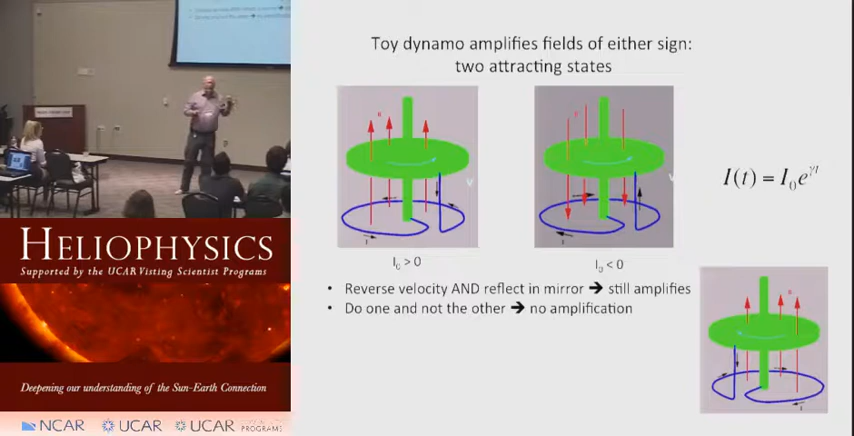 Toy dynamo amplifies fields of either sign:
two attracting states
I(t) = I₀e^γt
I₀ > 0
I₀ < 0
• Reverse velocity AND reflect in mirror → still amplifies
• Do one and not the other → no amplification
HELIOPHYSICS
Supported by the UCAR Visting Scientist Programs
Deepening our understanding of the Sun-Earth Connection
NCAR
UCAR
UCAR
PROGRAMS